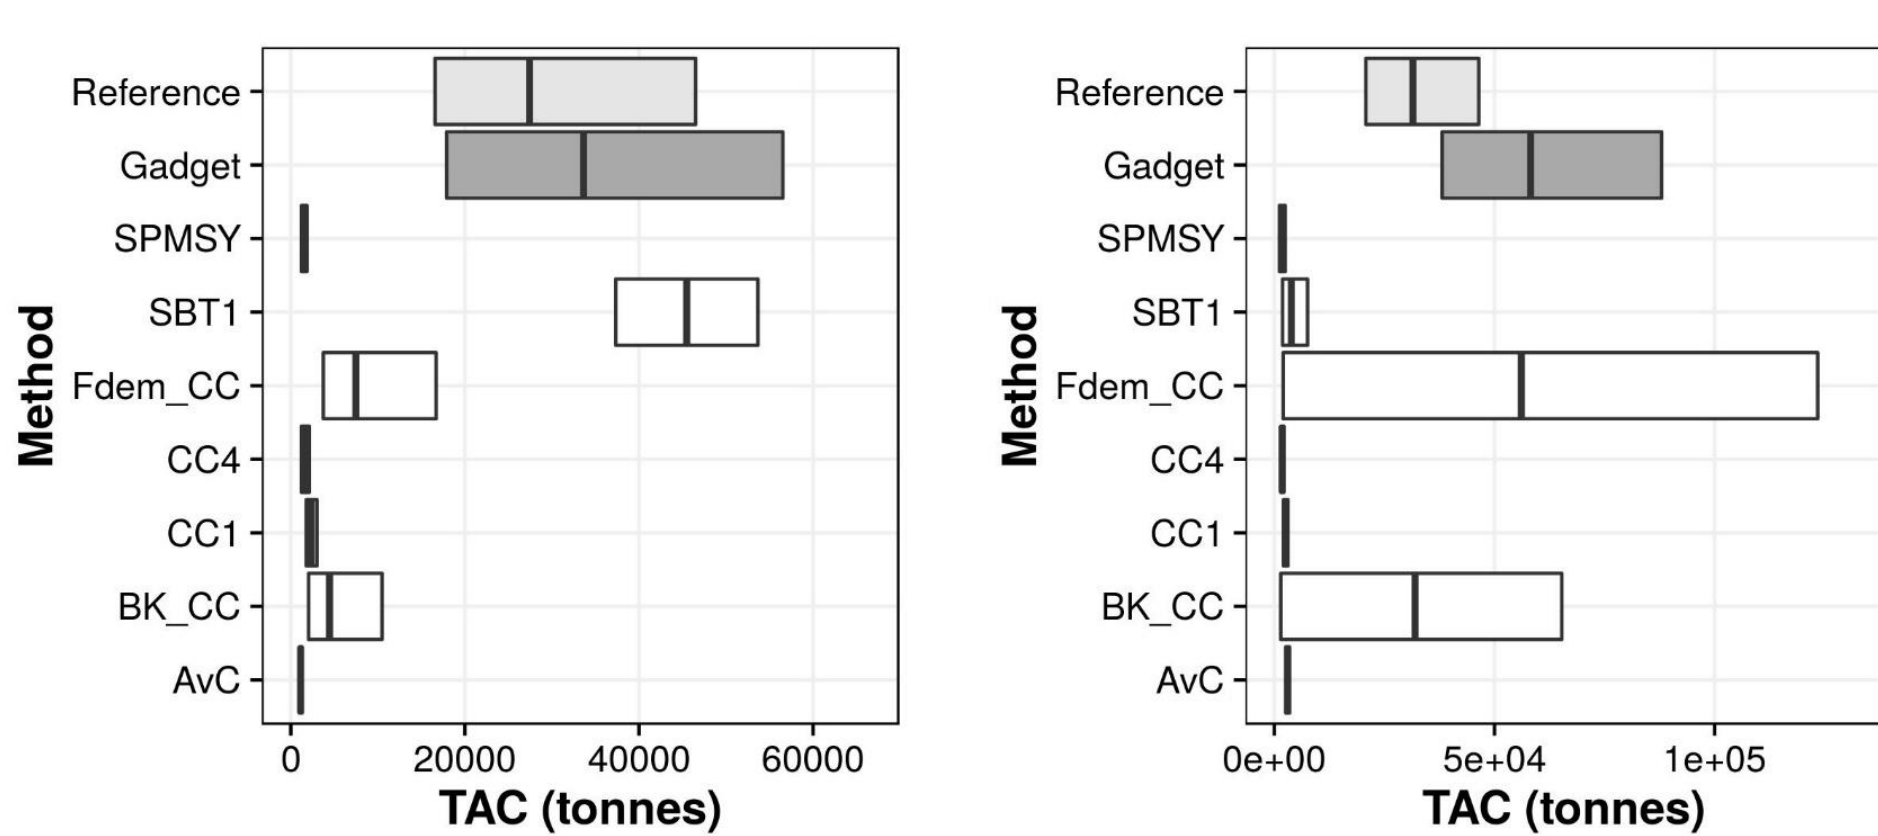 Reference
Gadget
SPMSY
SBT1
Fdem_CC
CC4
CC1
BK_CC
AvC
Method
0 20000 40000 60000
TAC (tonnes)
Reference
Gadget
SPMSY
SBT1
Fdem_CC
CC4
CC1
BK_CC
AvC
Method
0e+00 5e+04 1e+05
TAC (tonnes)